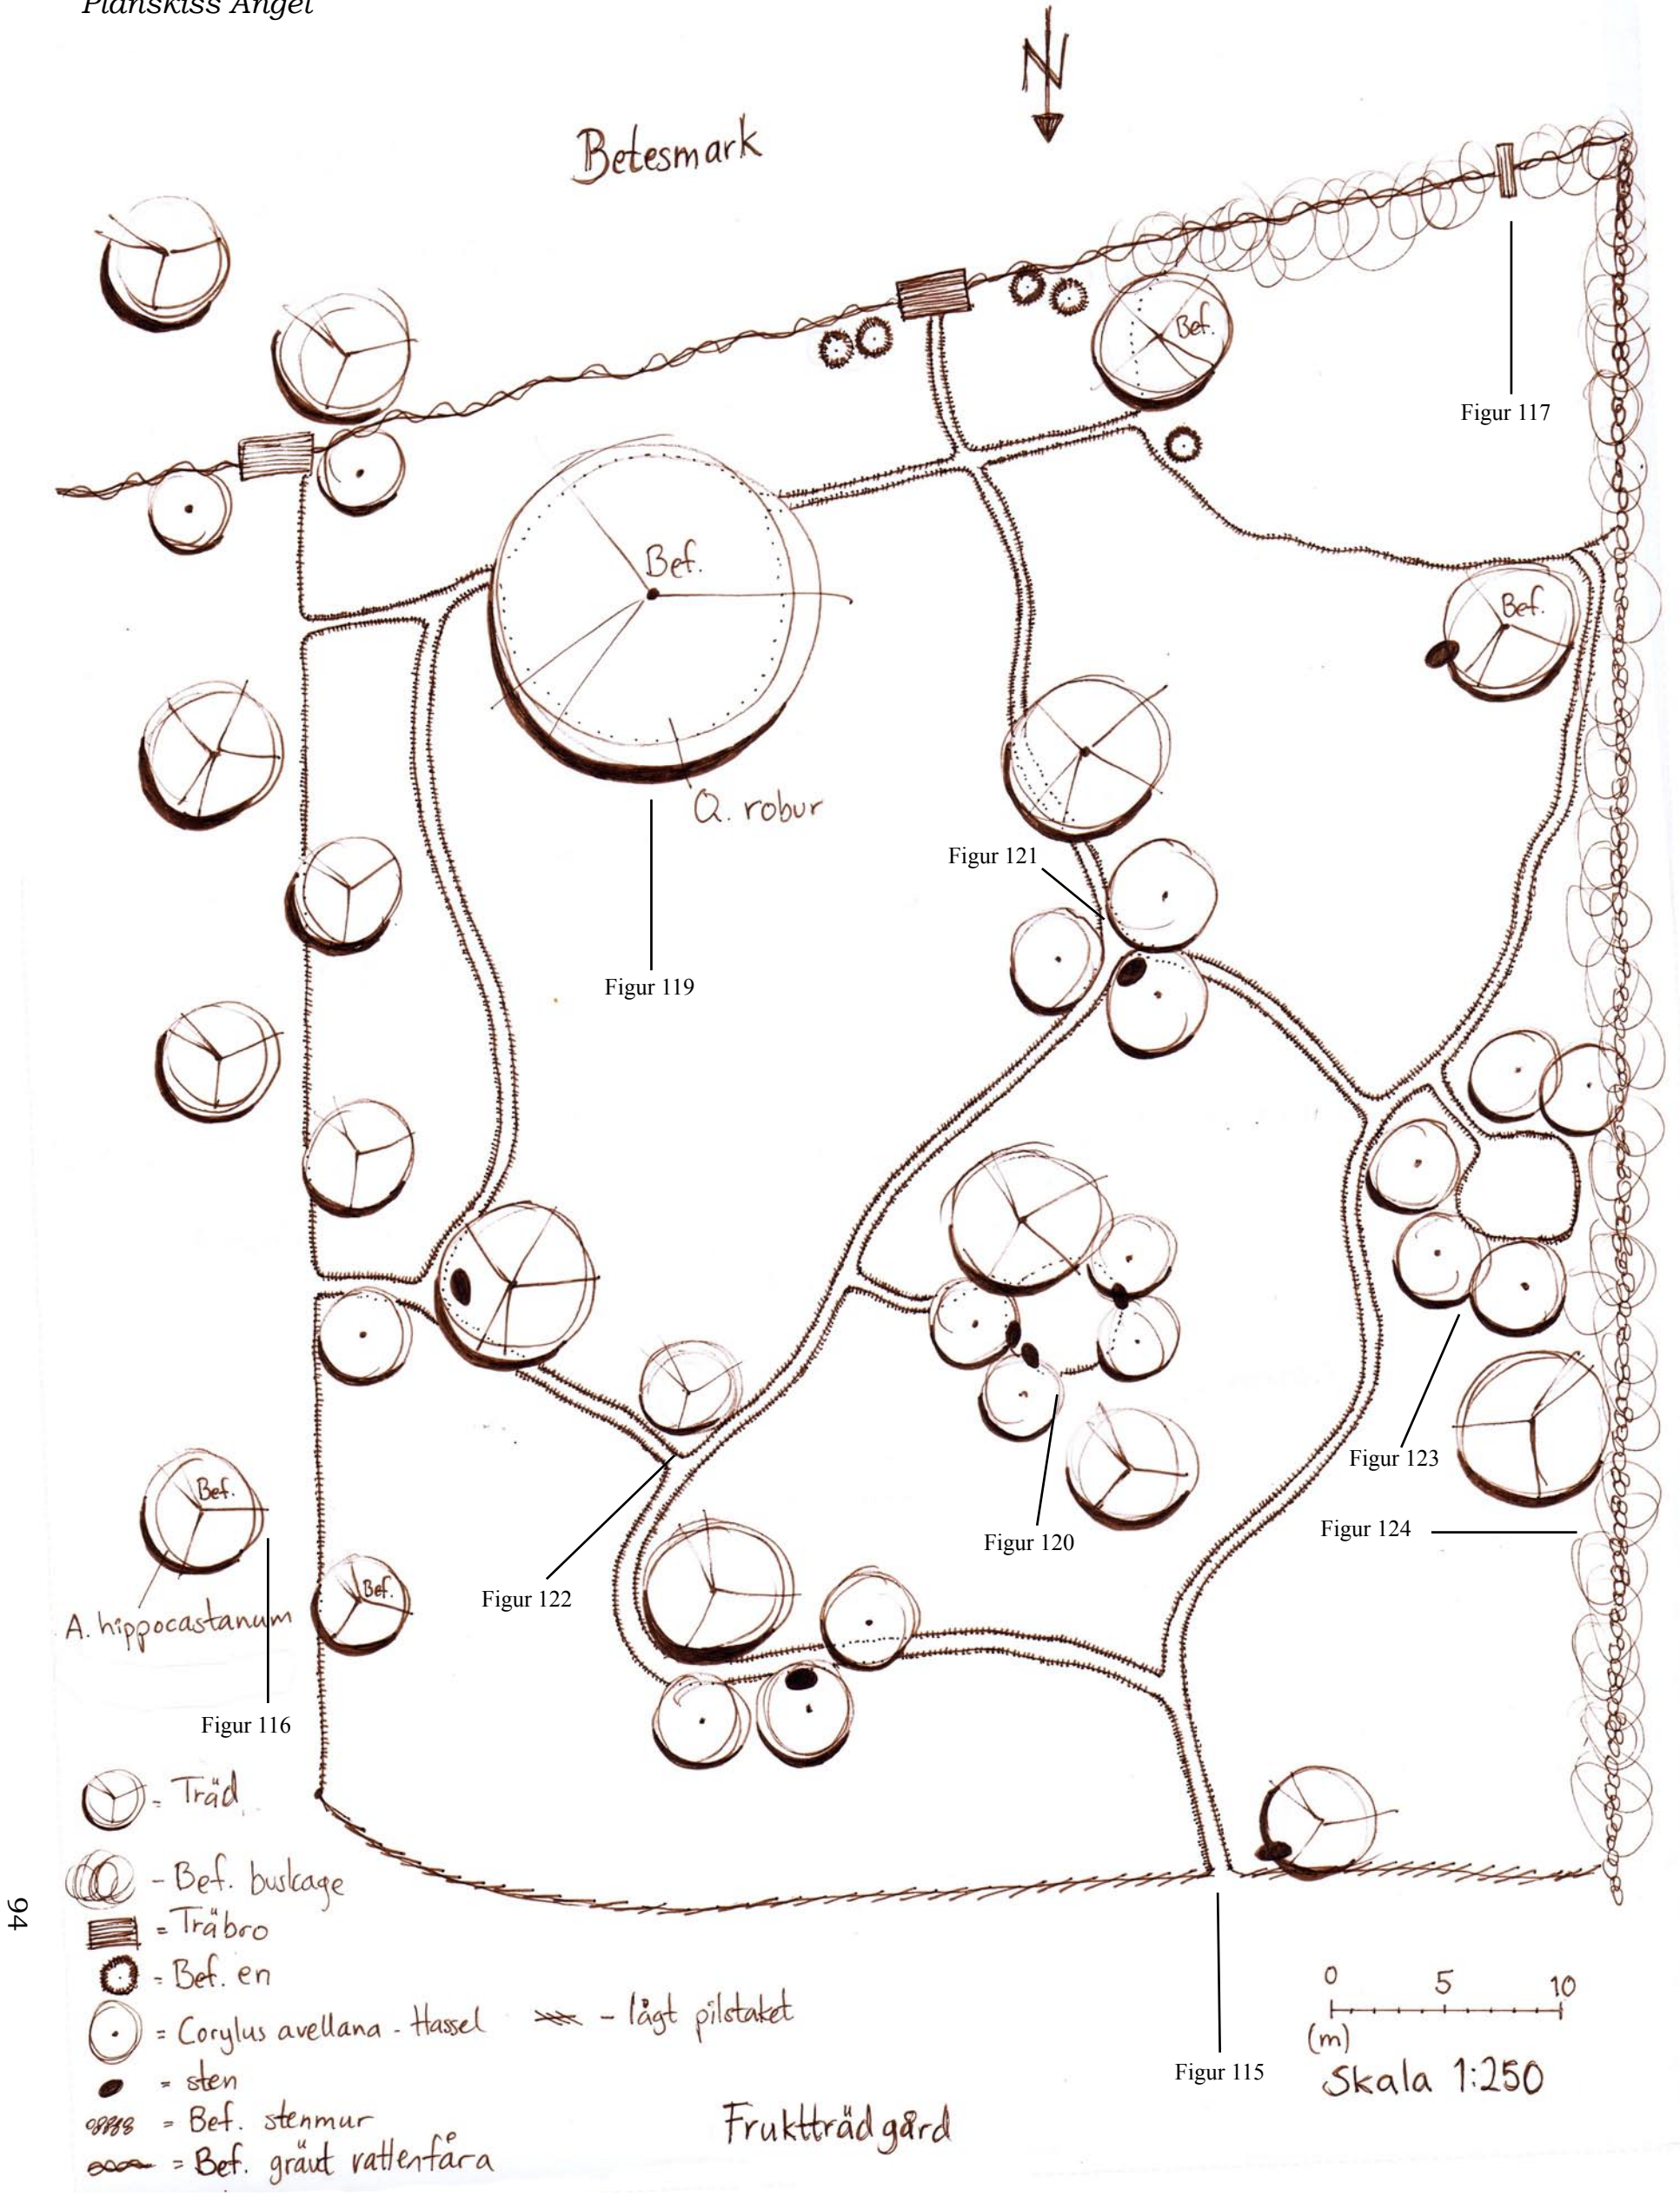 Planskiss Ängel
N
Betesmark
Bef.
Figur 117
Bef.
Bef.
Q. robur
Figur 121
Figur 119
Figur 123
Figur 124
Figur 120
Bef.
Figur 122
Bef.
A. hippocastanum
Figur 116
= Träd
- Bef. buskage
= Träbro
= Bef. en
= Corylus avellana - Hassel
- lågt pilstaket
= sten
= Bef. stenmur
= Bef. grävt vattenfåra
94
0 5 10
(m)
Skala 1:250
Figur 115
Fruktträdgård